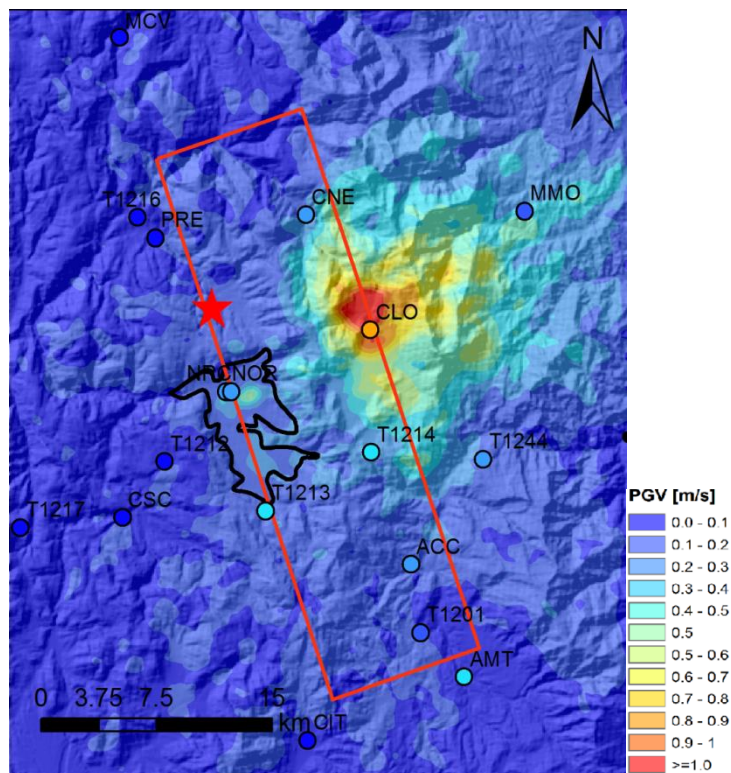 MCV
N
T1216
PRE
CNE
MMO
CLO
NRCNOR
T1212
T1214
T1244
T1217
CSC
T1213
ACC
T1201
AMT
0 3.75 7.5 15
km
CIT
PGV [m/s]
0.0 - 0.1
0.1 - 0.2
0.2 - 0.3
0.3 - 0.4
0.4 - 0.5
0.5
0.5 - 0.6
0.6 - 0.7
0.7 - 0.8
0.8 - 0.9
0.9 - 1
>=1.0